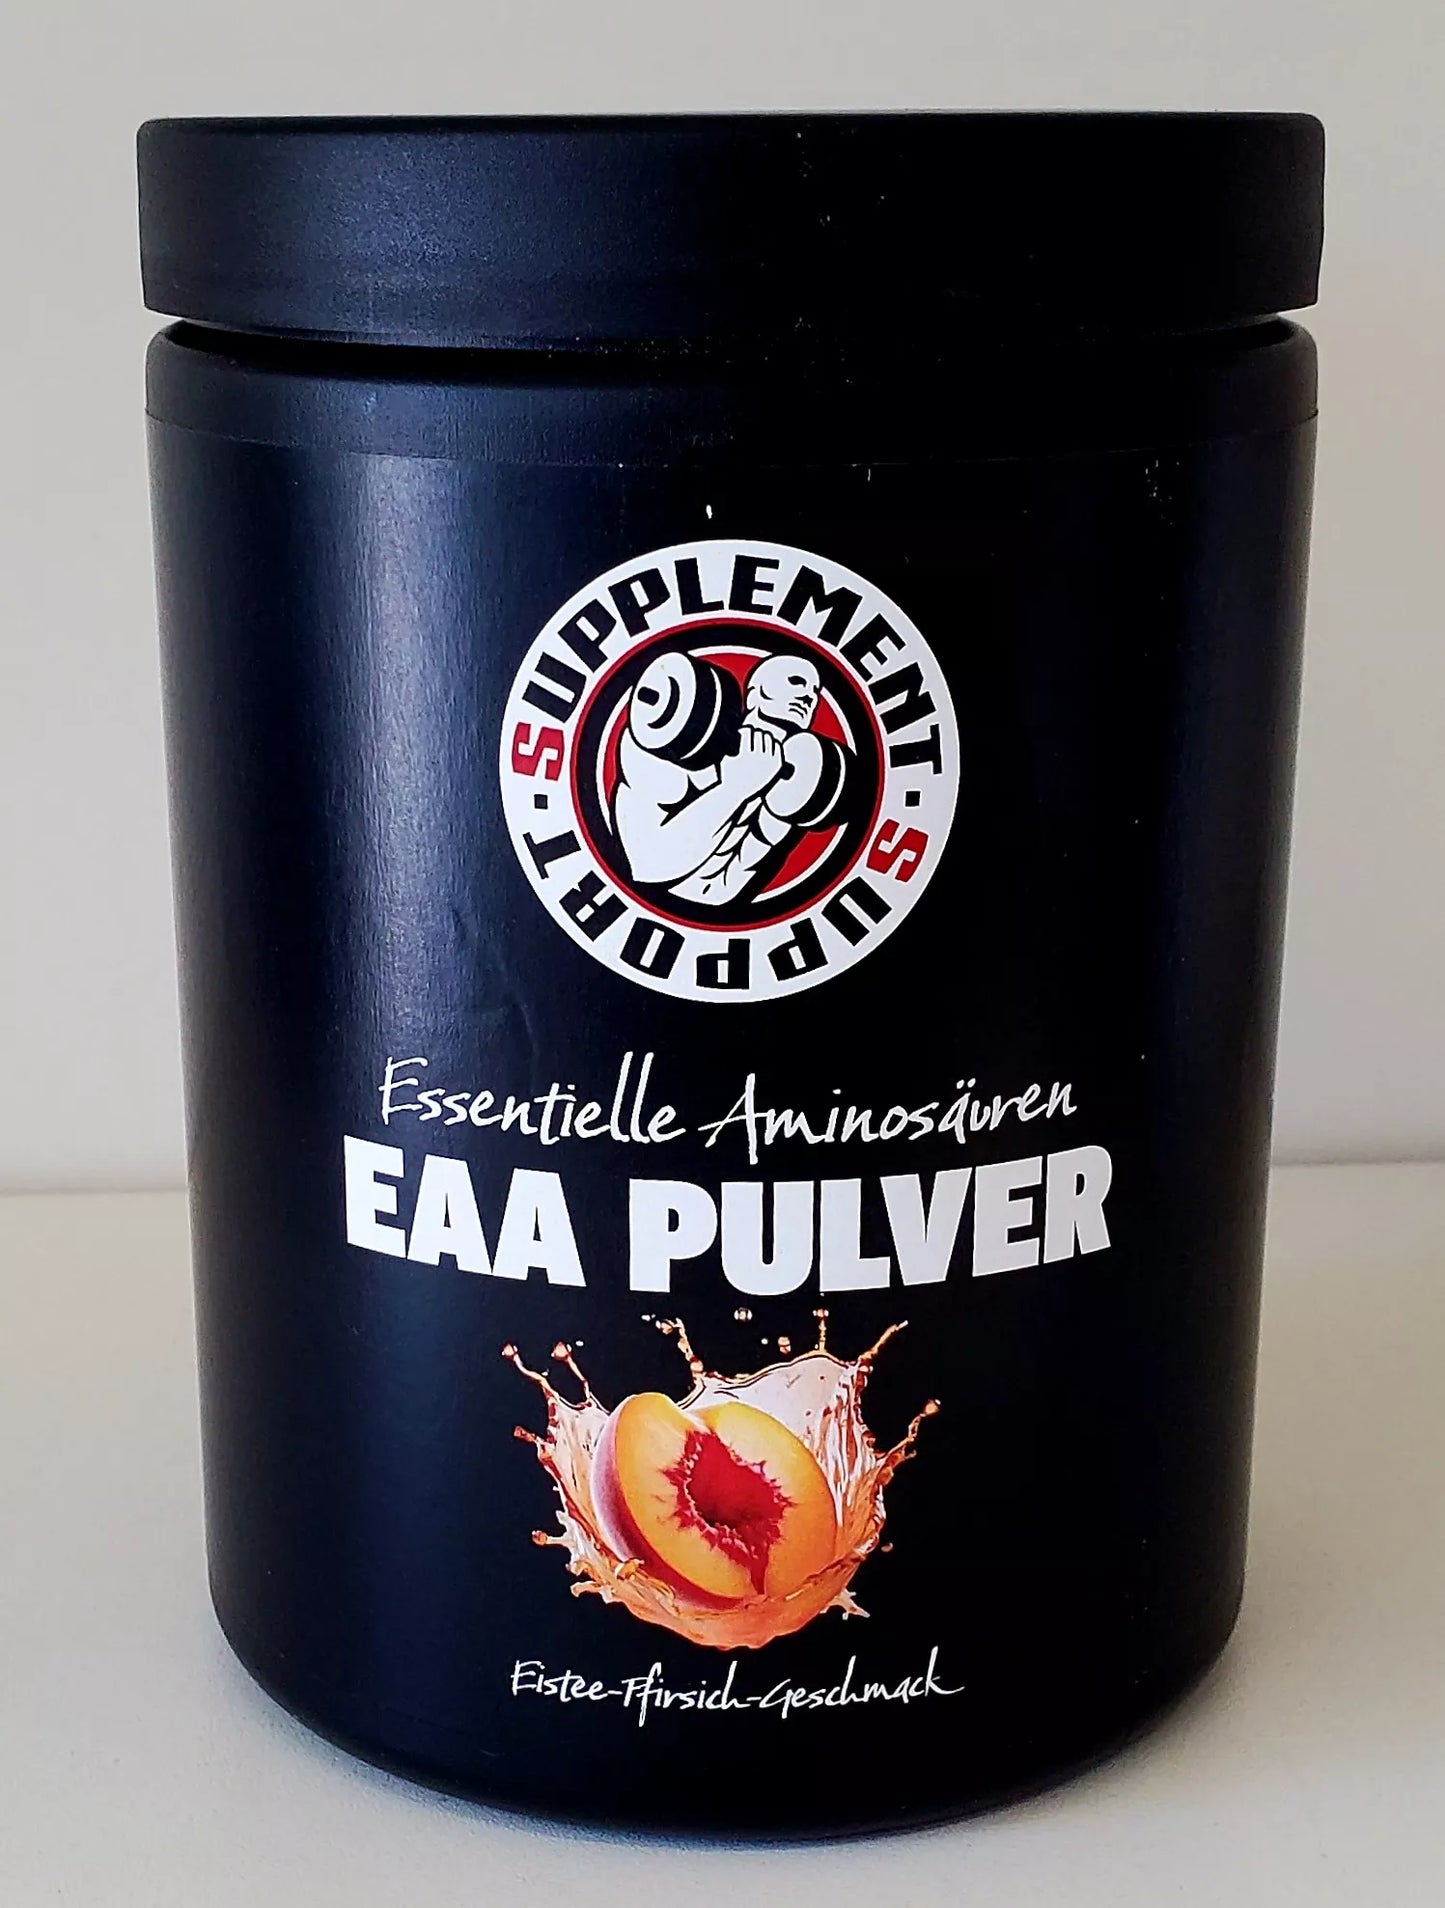 SUPPLEMENT · SUPPORT ·
Essentielle Aminosäuren
EAA PULVER
Eistee-Pfirsich-Geschmack